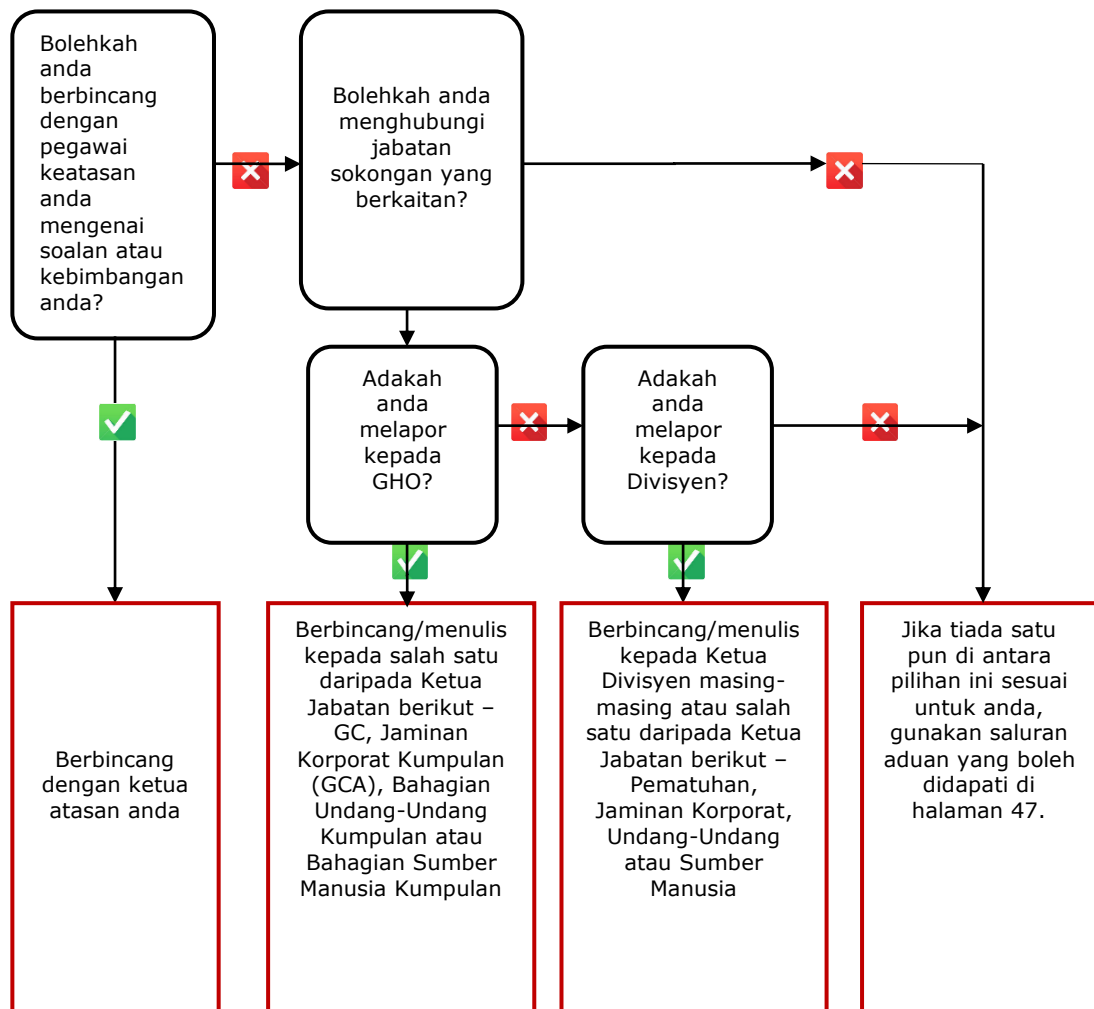 Bolehkah
anda
berbincang
dengan
pegawai
keatasan
anda
mengenai
soalan atau
kebimbangan
anda?
Bolehkah anda
menghubungi
jabatan
sokongan yang
berkaitan?
Adakah
anda
melapor
kepada
GHO?
Adakah
anda
melapor
kepada
Divisyen?
Berbincang
dengan ketua
atasan anda
Berbincang/menulis
kepada salah satu
daripada Ketua
Jabatan berikut –
GC, Jaminan
Korporat Kumpulan
(GCA), Bahagian
Undang-Undang
Kumpulan atau
Bahagian Sumber
Manusia Kumpulan
Berbincang/menulis
kepada Ketua
Divisyen masing-
masing atau salah
satu daripada Ketua
Jabatan berikut –
Pematuhan,
Jaminan Korporat,
Undang-Undang
atau Sumber
Manusia
Jika tiada satu
pun di antara
pilihan ini sesuai
untuk anda,
gunakan saluran
aduan yang boleh
didapati di
halaman 47.